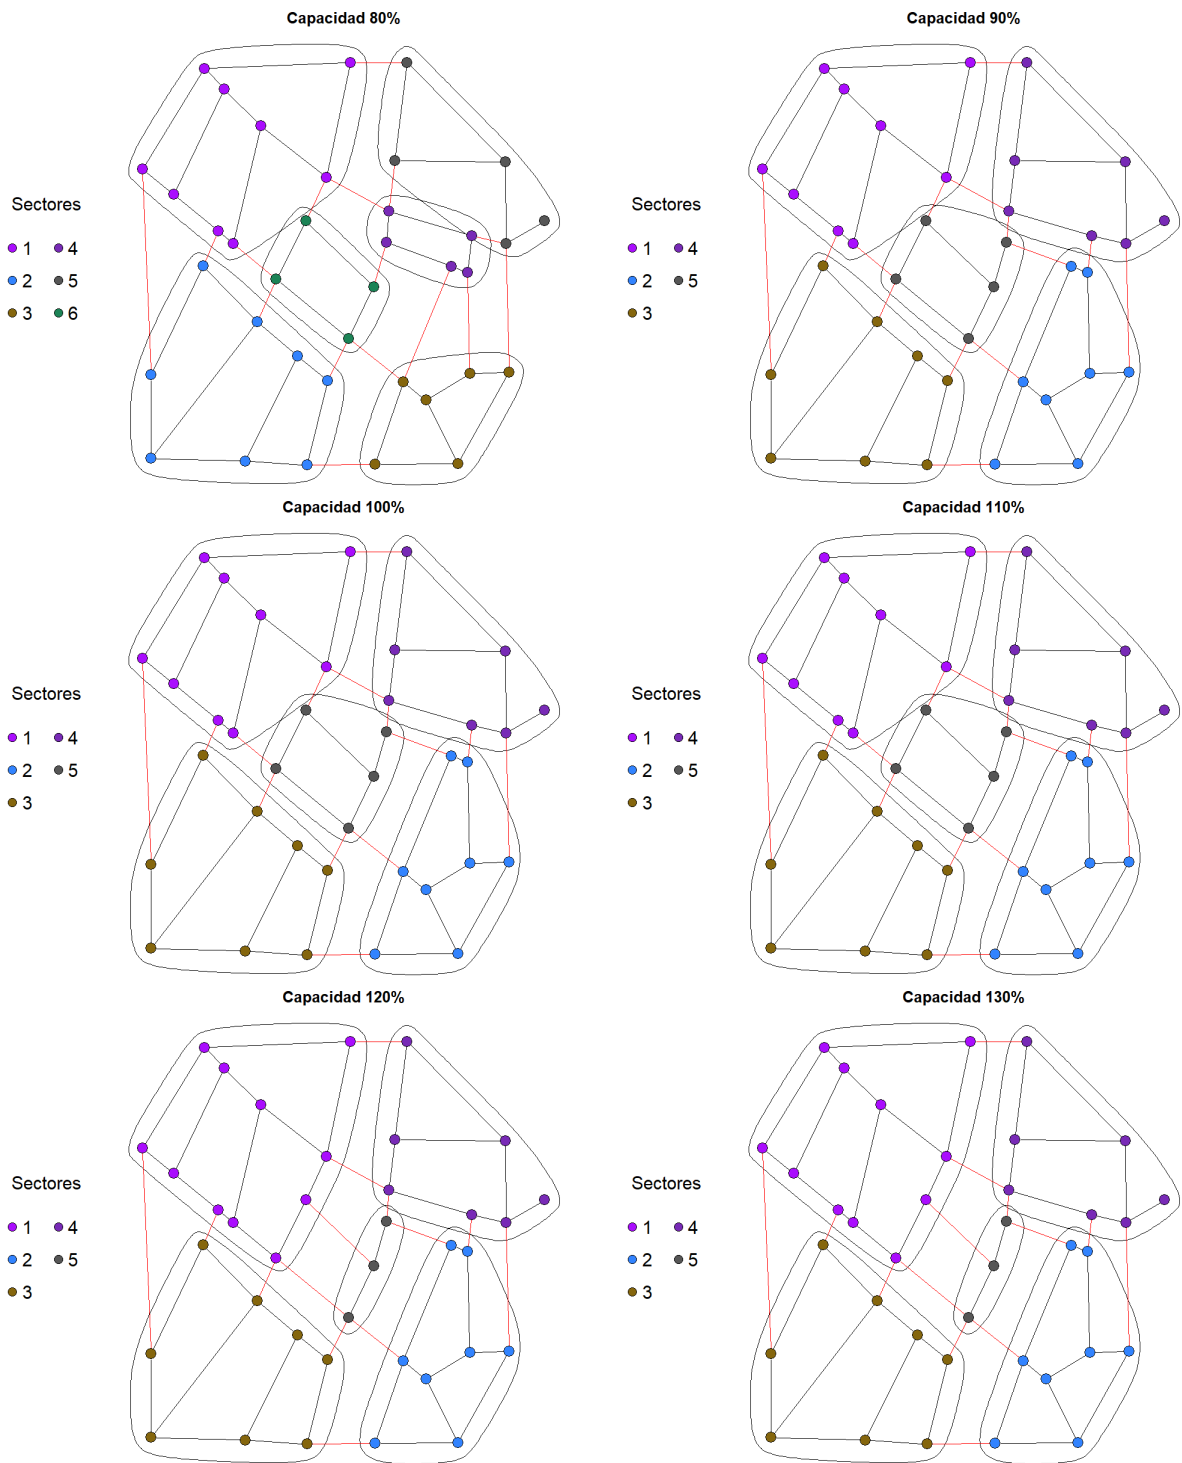 Capacidad 80%
Sectores
1 4
2 5
3 6
Capacidad 90%
Sectores
1 4
2 5
3
Capacidad 100%
Sectores
1 4
2 5
3
Capacidad 110%
Sectores
1 4
2 5
3
Capacidad 120%
Sectores
1 4
2 5
3
Capacidad 130%
Sectores
1 4
2 5
3